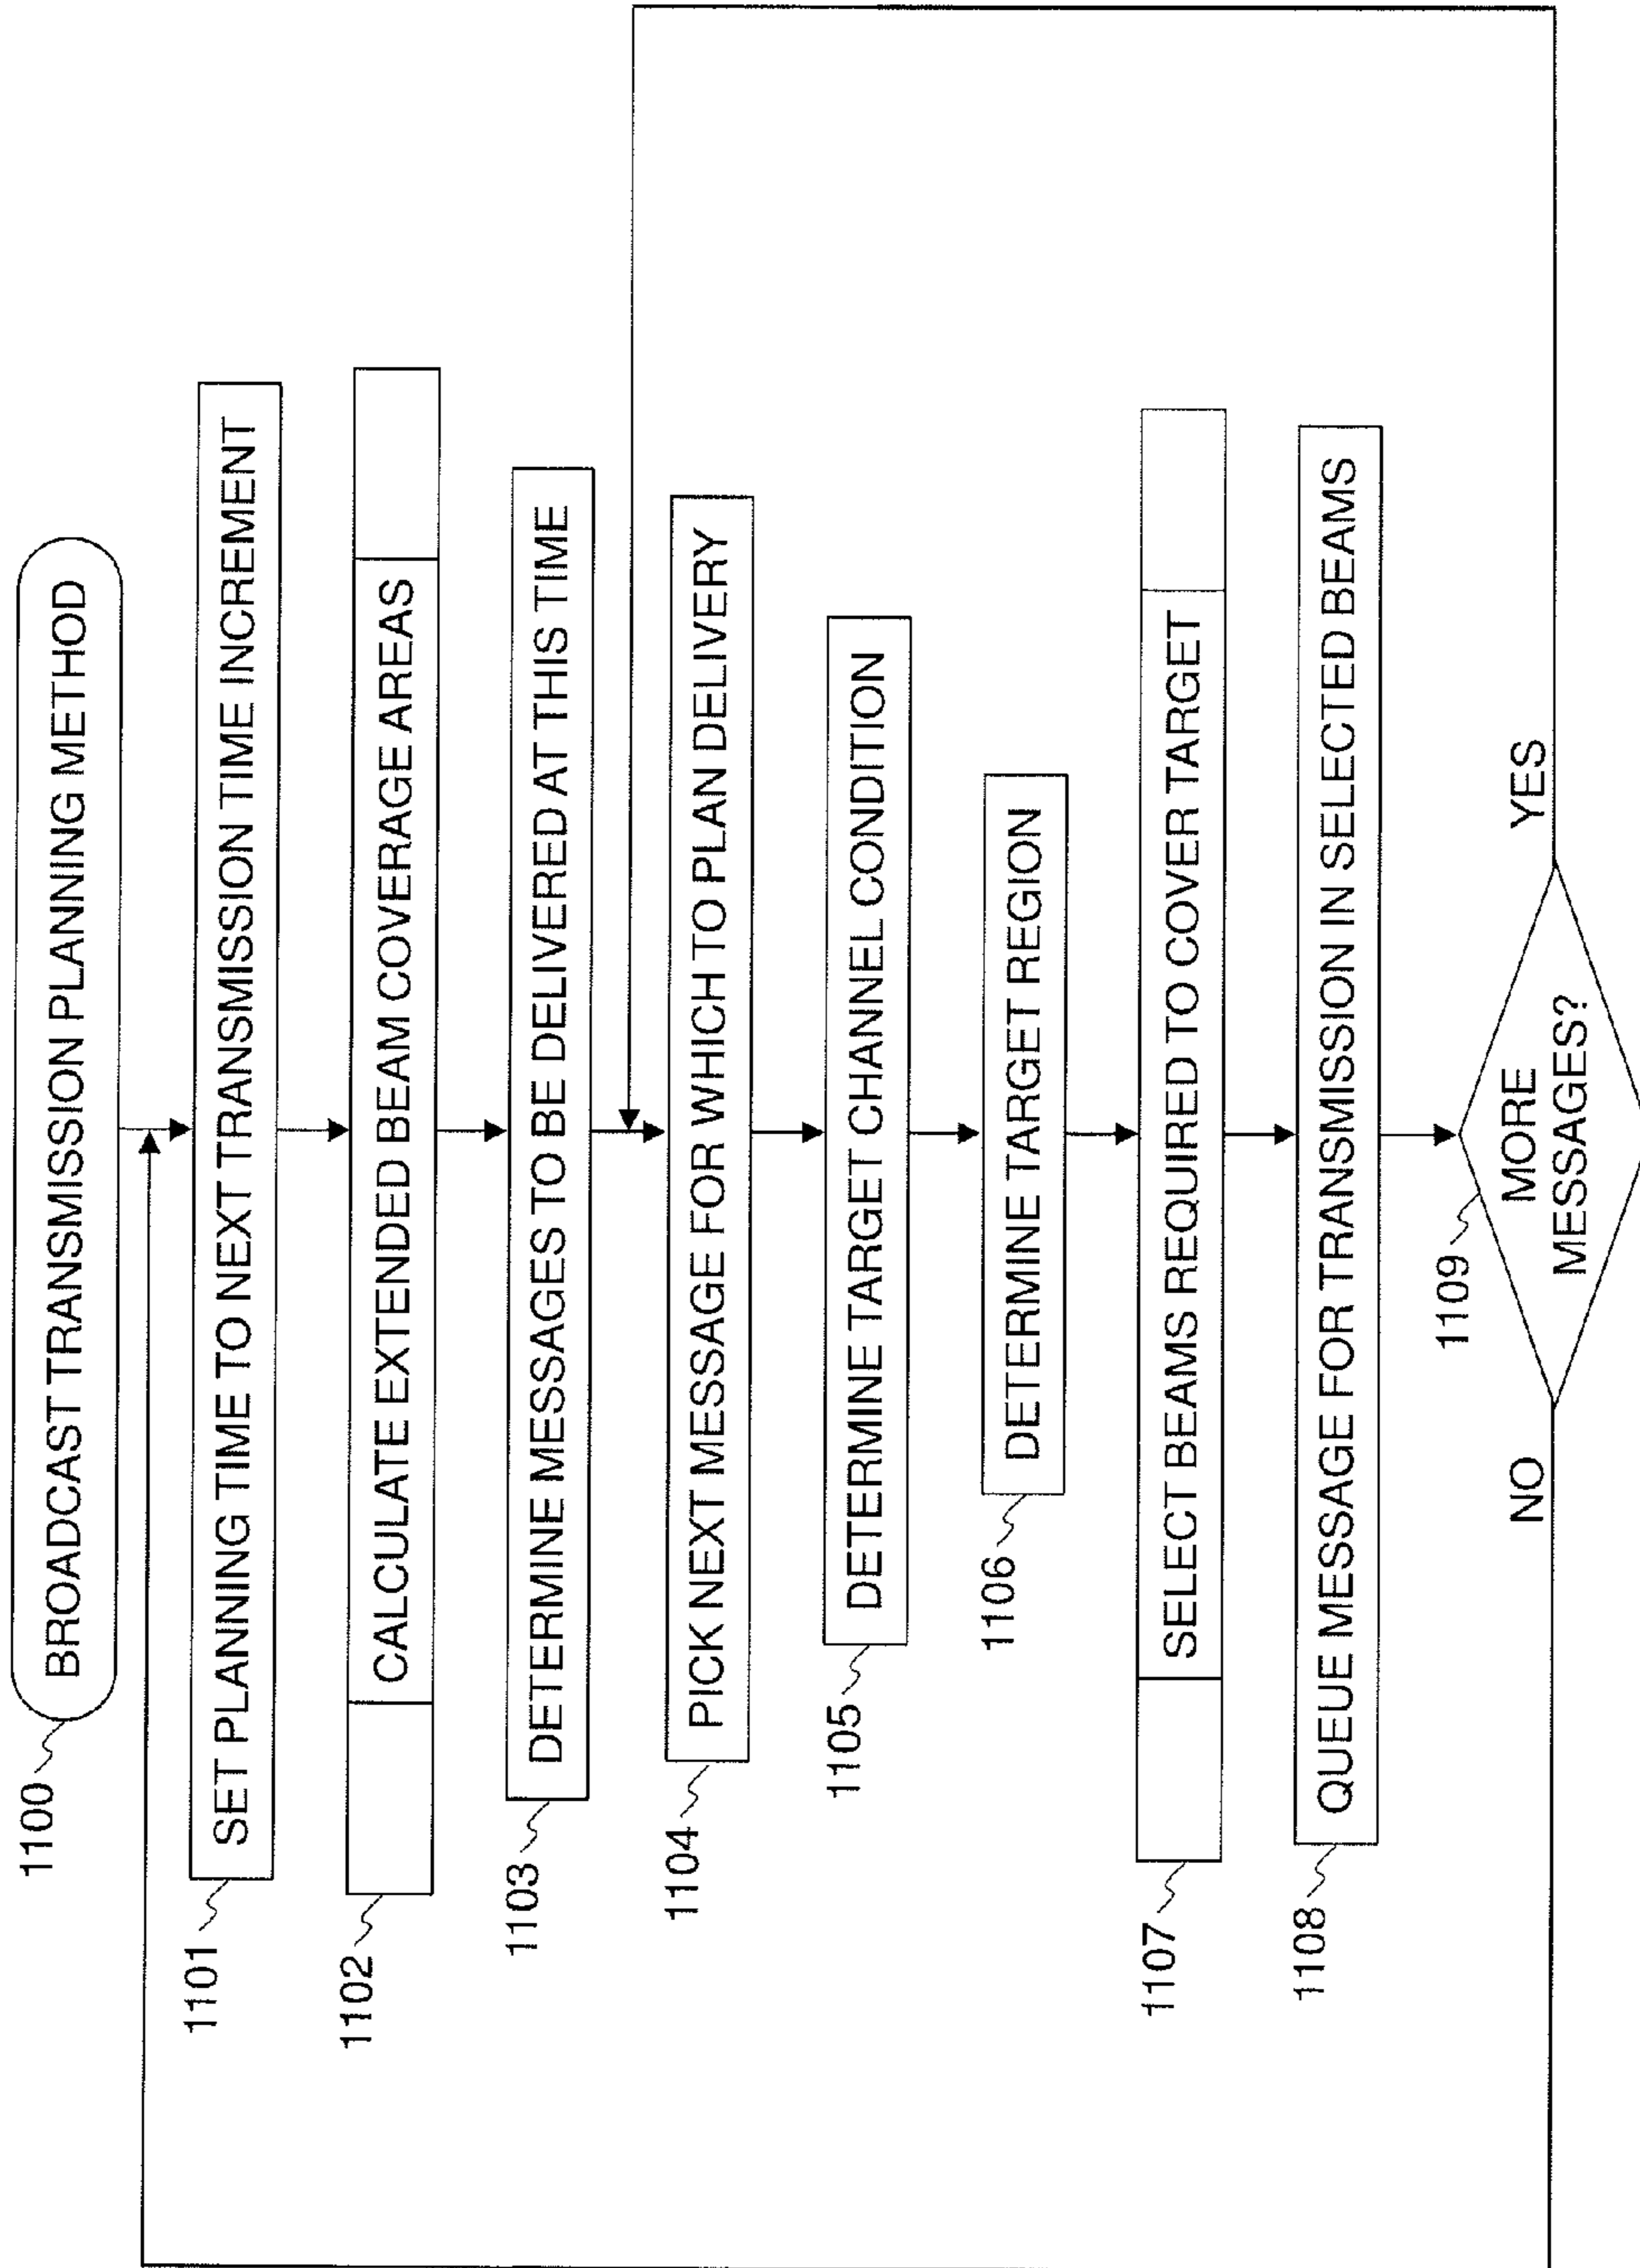 1100
BROADCAST TRANSMISSION PLANNING METHOD
1101
SET PLANNING TIME TO NEXT TRANSMISSION TIME INCREMENT
1102
CALCULATE EXTENDED BEAM COVERAGE AREAS
1103
DETERMINE MESSAGES TO BE DELIVERED AT THIS TIME
1104
PICK NEXT MESSAGE FOR WHICH TO PLAN DELIVERY
1105
DETERMINE TARGET CHANNEL CONDITION
1106
DETERMINE TARGET REGION
1107
SELECT BEAMS REQUIRED TO COVER TARGET
1108
QUEUE MESSAGE FOR TRANSMISSION IN SELECTED BEAMS
1109
MORE
MESSAGES?
NO
YES